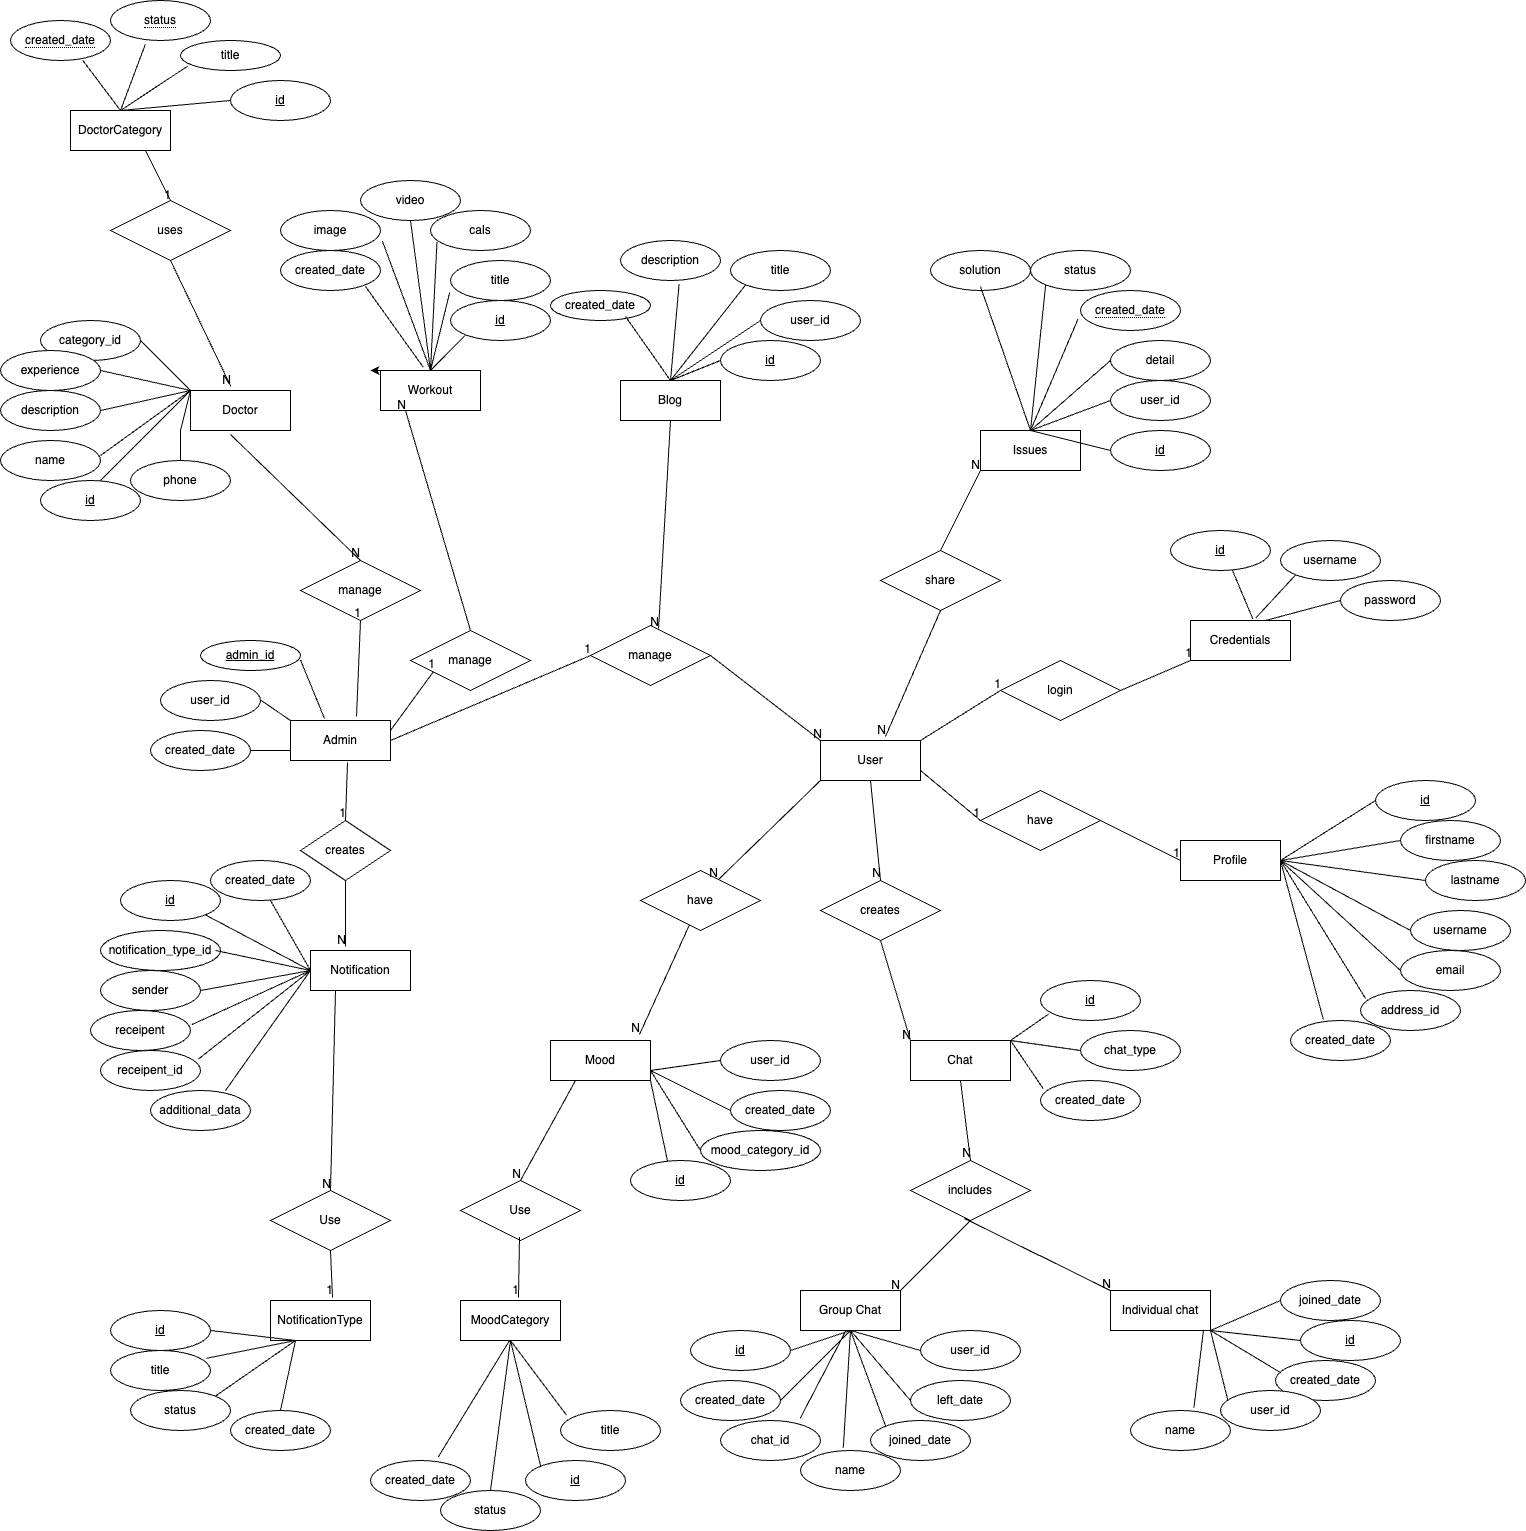 status
created_date
title
id
DoctorCategory
1
uses
N
category_id
experience
description
name
id
phone
Doctor
video
image
cals
created_date
title
id
Workout
N
description
title
created_date
user_id
id
Blog
solution
status
created_date
detail
user_id
id
Issues
N
share
N
id
username
password
Credentials
1
login
1
N
manage
1
manage
1
N
manage
1
N
admin_id
user_id
created_date
Admin
User
1
creates
N
1
have
1
Profile
id
firstname
lastname
username
email
address_id
created_date
created_date
id
notification_type_id
sender
receipent
receipent_id
additional_data
Notification
N
have
N
N
creates
N
Mood
user_id
created_date
mood_category_id
id
Chat
id
chat_type
created_date
N
includes
N
Use
1
N
Use
1
N
N
NotificationType
id
title
status
created_date
MoodCategory
title
created_date
id
status
Group Chat
id
user_id
created_date
left_date
chat_id
joined_date
name
Individual chat
joined_date
id
created_date
user_id
name